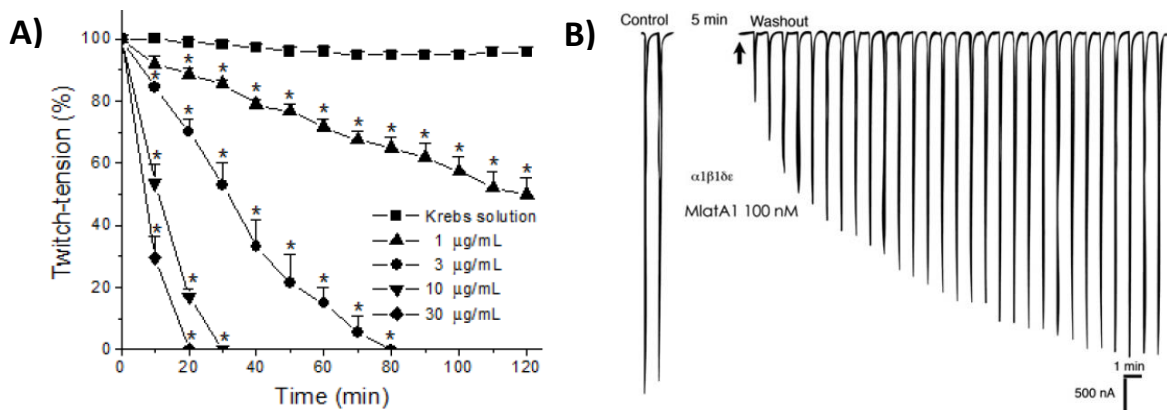 A)
100
80
60
40
20
0
Twitch-tension (%)
* * * * * * * * * * * *
* * * * * * * *
* * *
* *
Krebs solution
1 µg/mL
3 µg/mL
10 µg/mL
30 µg/mL
0 20 40 60 80 100 120
Time (min)
B)
Control 5 min Washout
α1β1δε
MlatA1 100 nM
1 min
500 nA